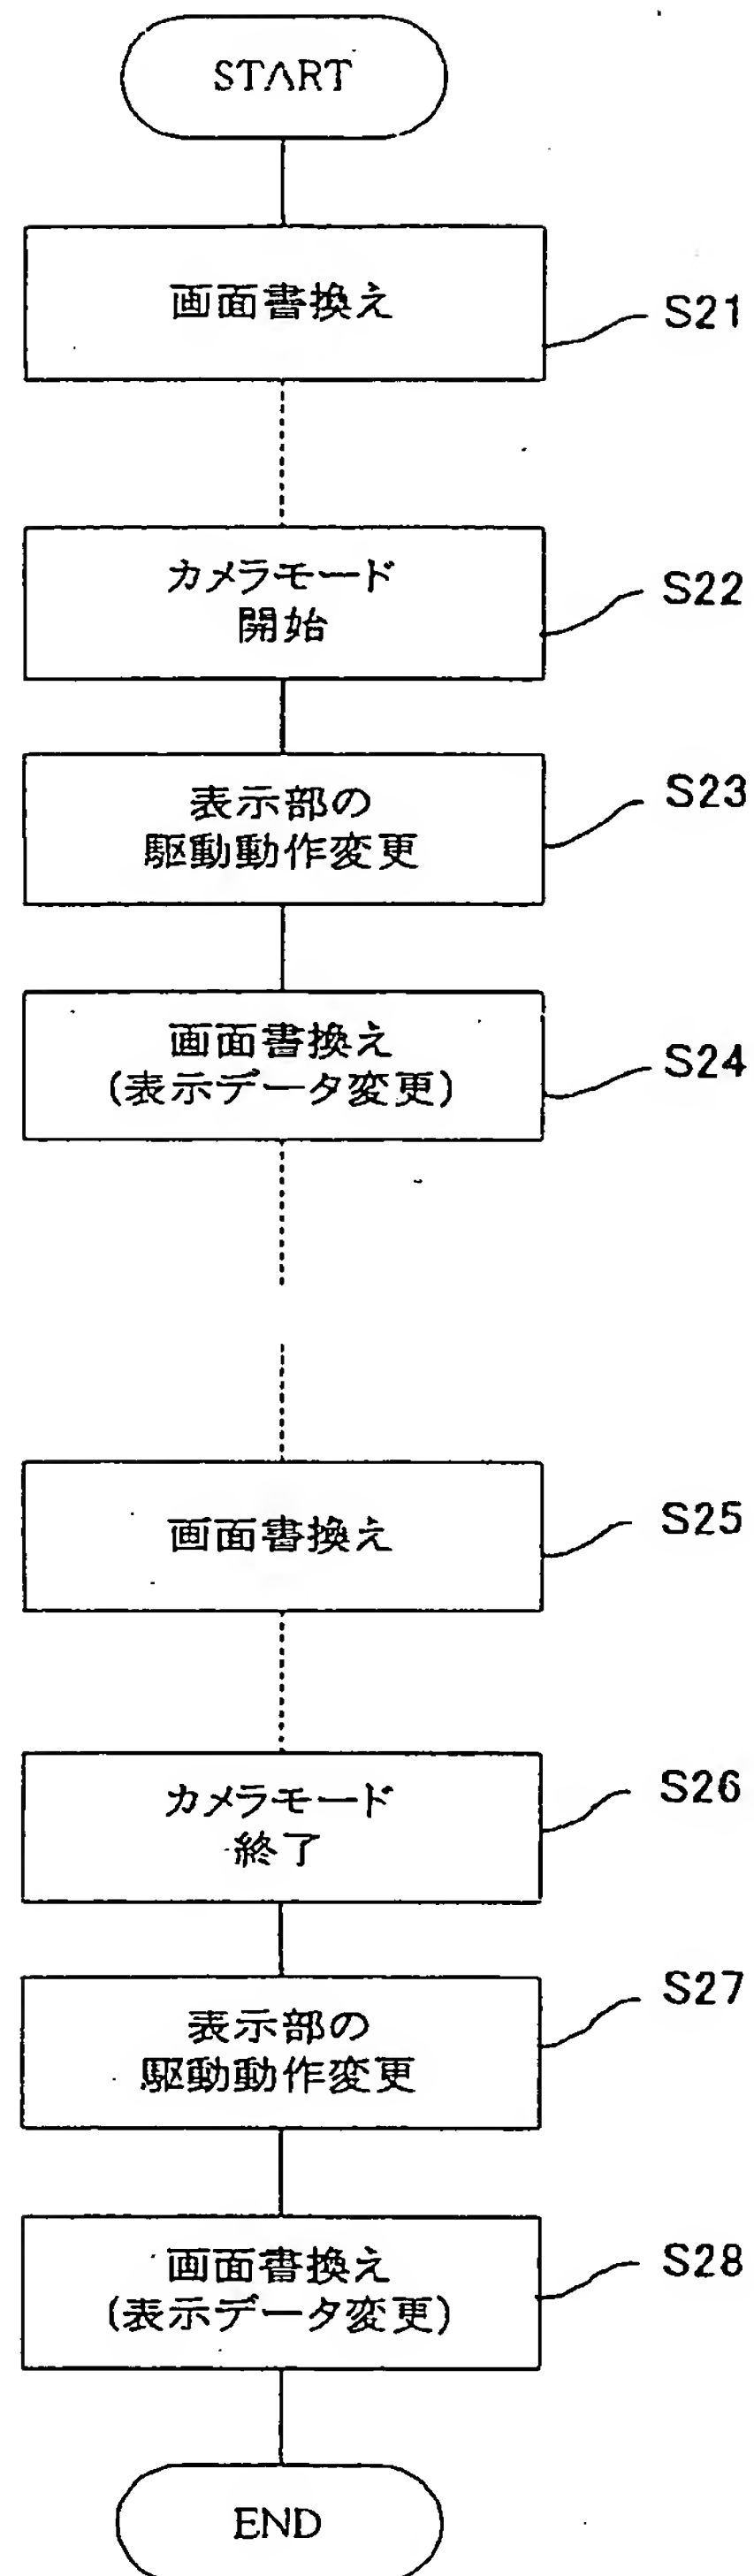 START
画面書換え
S21
カメラモード
開始
S22
表示部の
駆動動作変更
S23
画面書換え
(表示データ変更)
S24
画面書換え
S25
カメラモード
終了
S26
表示部の
駆動動作変更
S27
画面書換え
(表示データ変更)
S28
END